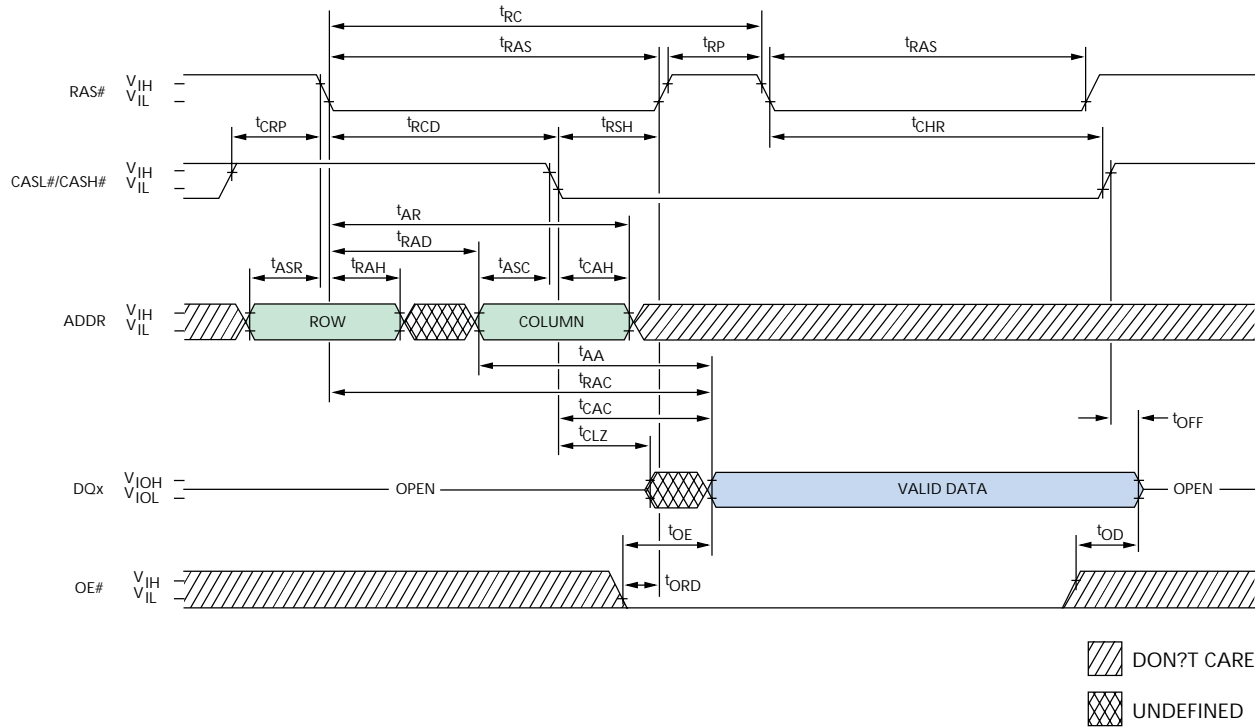 tRC
tRAS
tRP
tRAS
RAS#
VIH
VIL
tCRP
tRCD
tRSH
tCHR
CASL#/CASH#
VIH
VIL
tAR
tRAD
tASR
tRAH
tASC
tCAH
ADDR
VIH
VIL
ROW
COLUMN
tAA
tRAC
tCAC
tCLZ
tOFF
DQx
VIOH
VIOL
OPEN
VALID DATA
OPEN
tOE
tOD
tORD
OE#
VIH
VIL
DON?T CARE
UNDEFINED